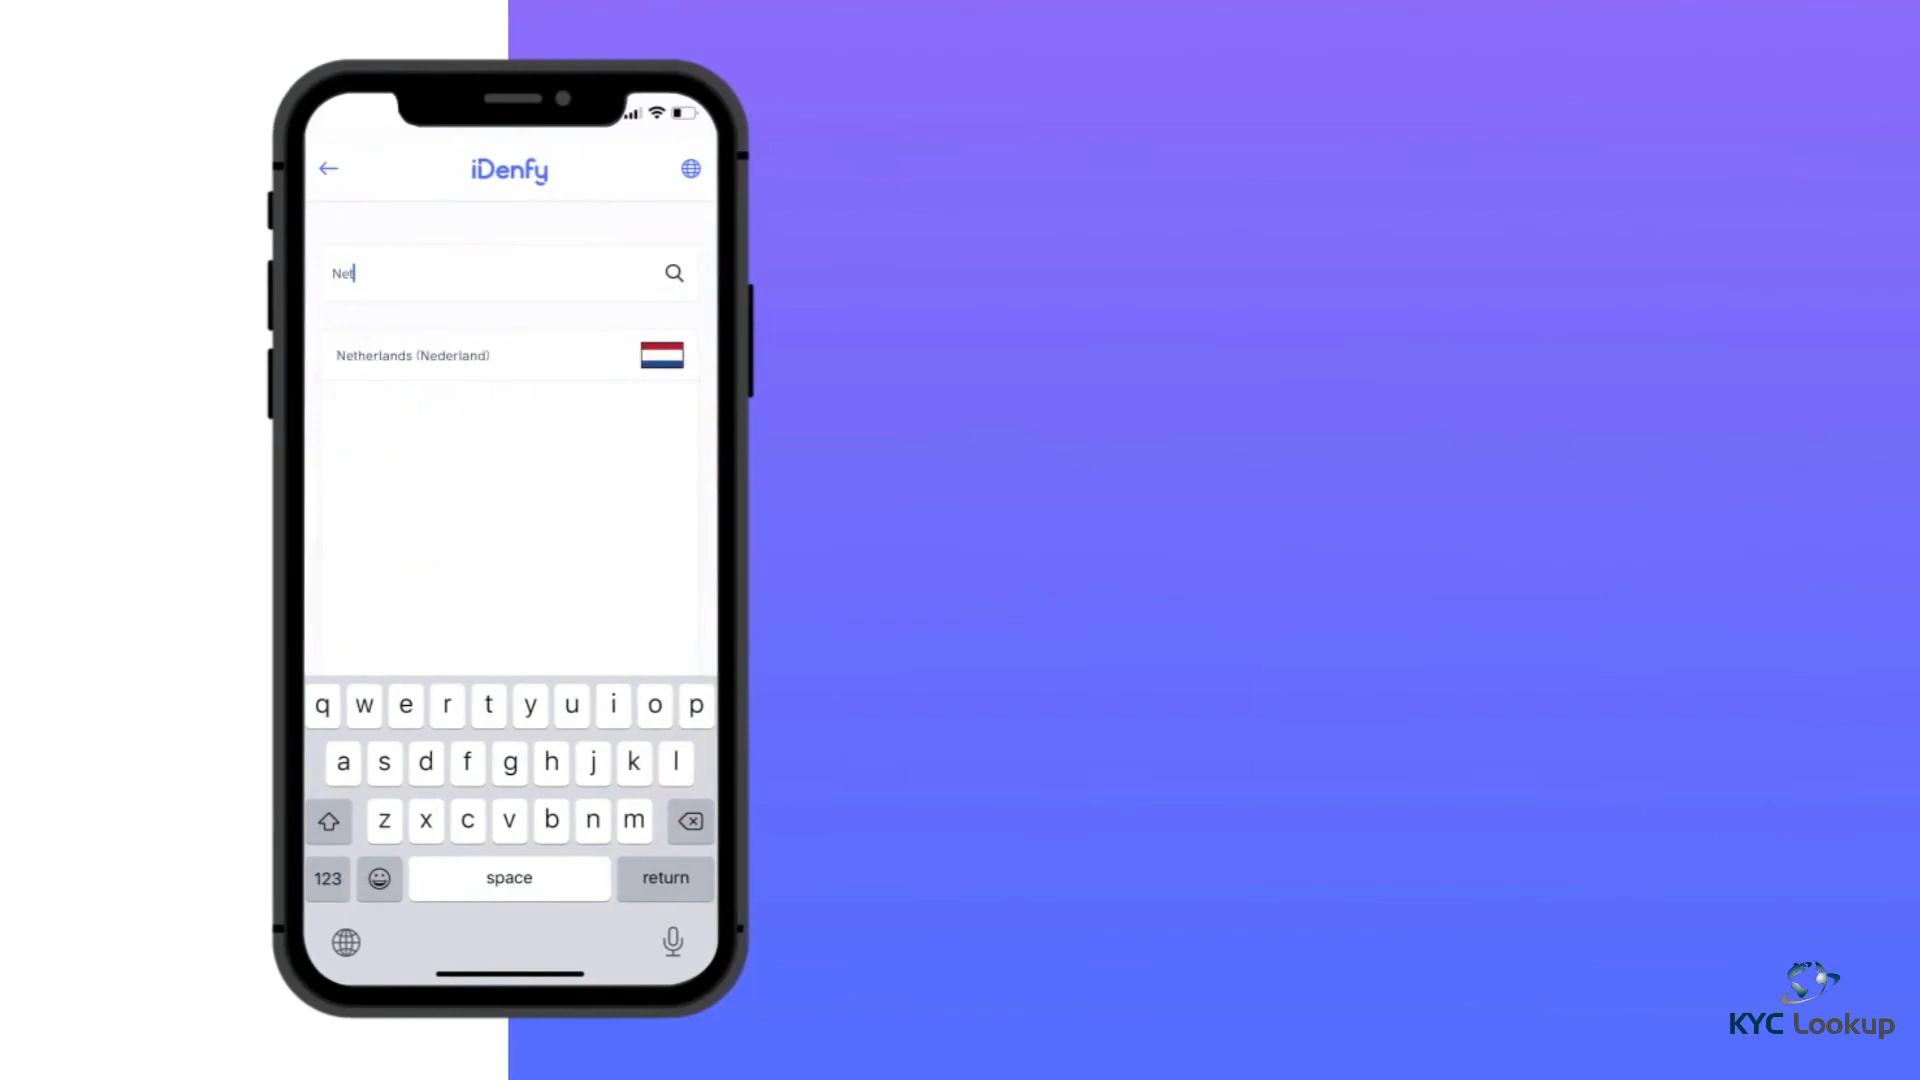 iDenfy
Net
Netherlands (Nederland)
q w e r t y u i o p
a s d f g h j k l
z x c v b n m
123 space return
KYC Lookup